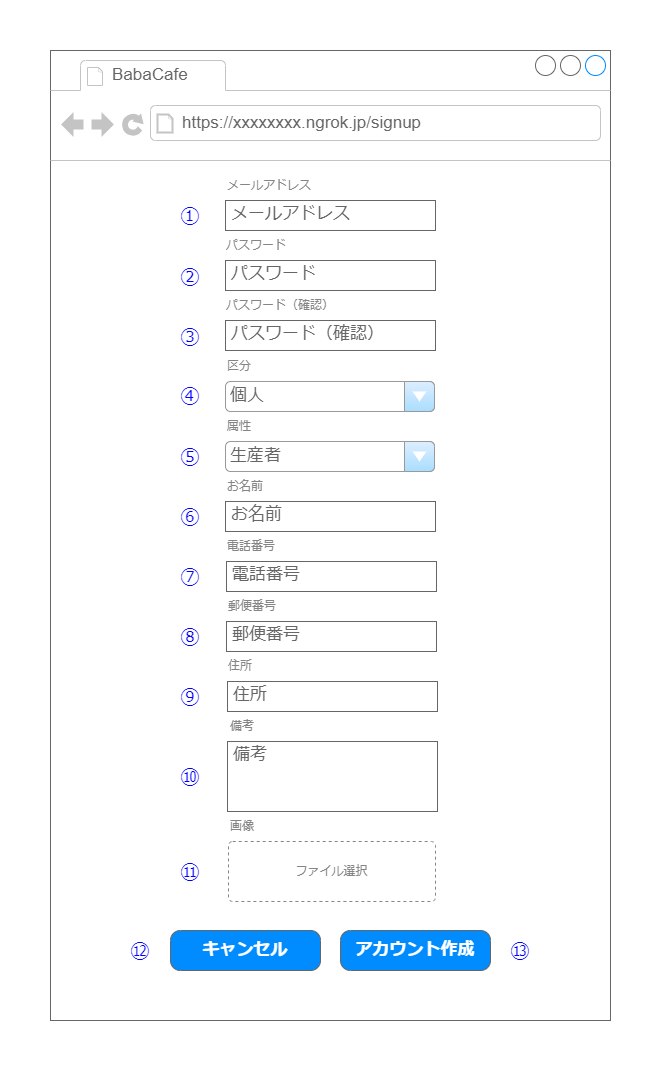 BabaCafe
https://xxxxxxxx.ngrok.jp/signup
メールアドレス
① メールアドレス
パスワード
② パスワード
パスワード（確認）
③ パスワード（確認）
区分
④ 個人
属性
⑤ 生産者
お名前
⑥ お名前
電話番号
⑦ 電話番号
郵便番号
⑧ 郵便番号
住所
⑨ 住所
備考
備考
⑩
画像
⑪ ファイル選択
⑫ キャンセル アカウント作成 ⑬